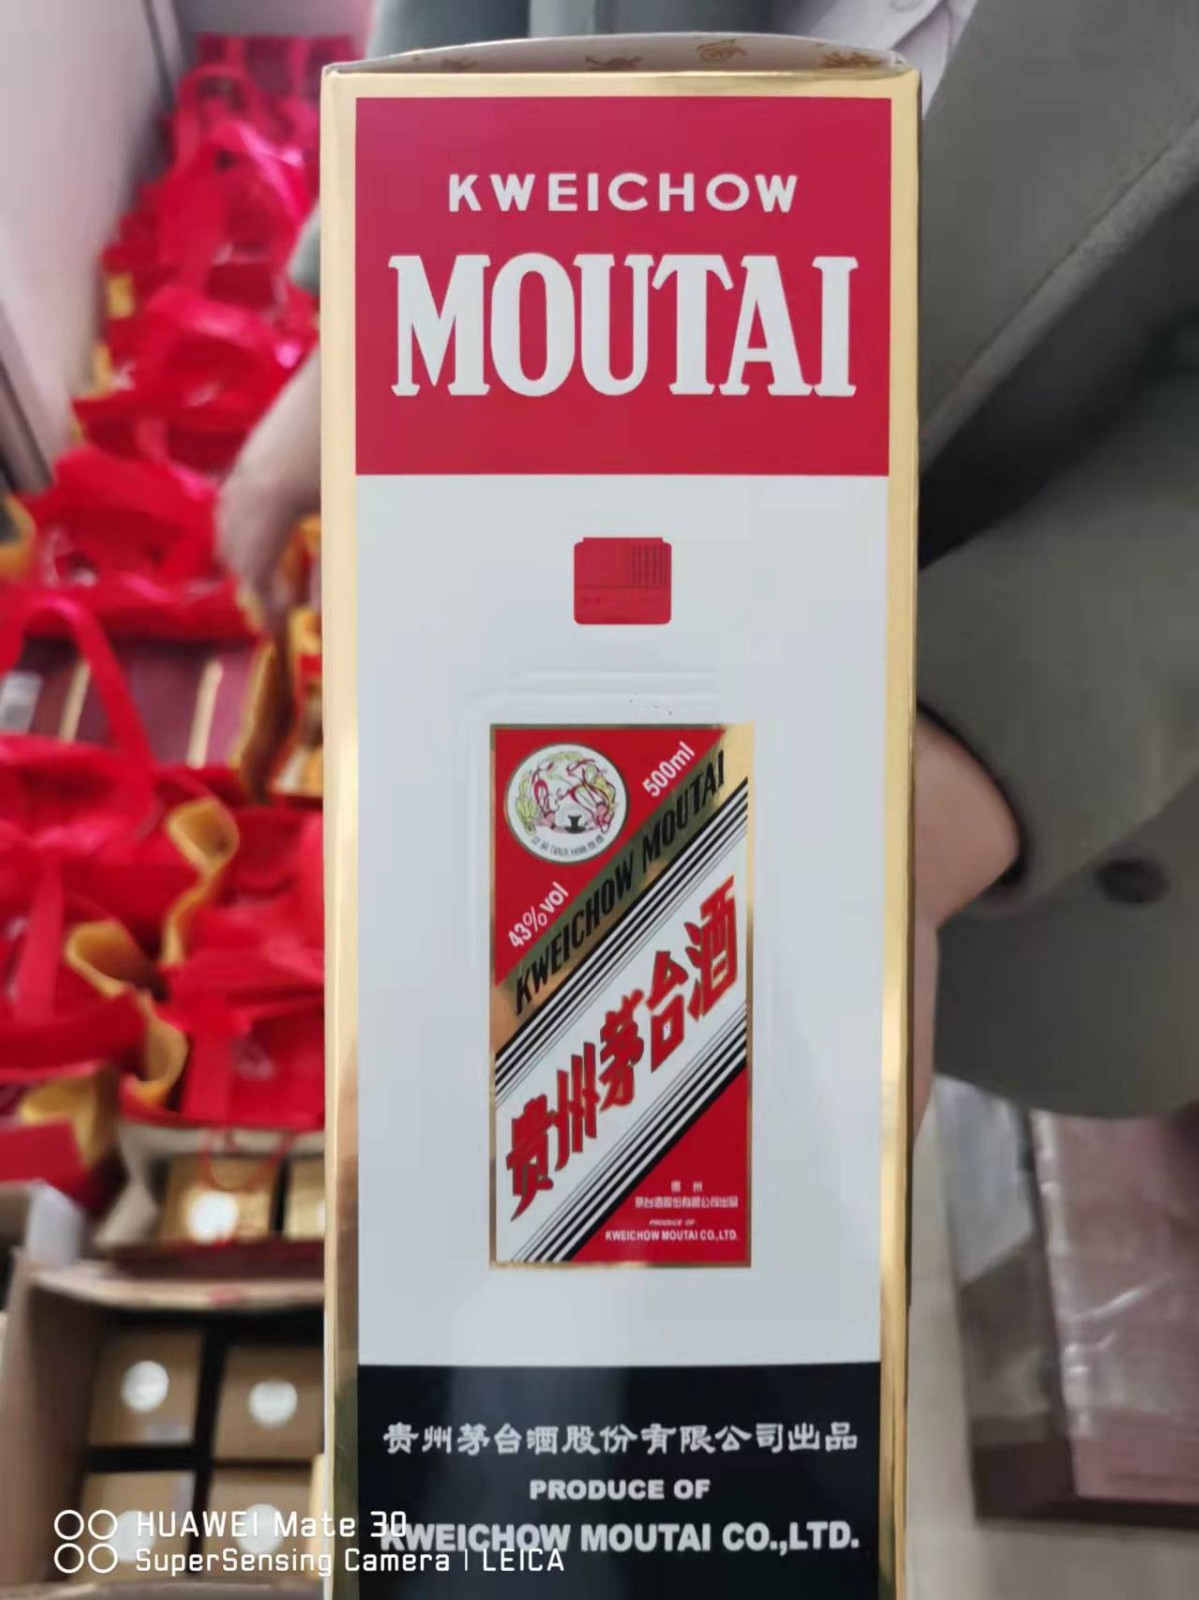 KWEICHOW
MOUTAI
500ml
43%vol
KWEICHOW MOUTAI
贵州茅台酒
贵州
茅台酒股份有限公司出品
PRODUCE OF
KWEICHOW MOUTAI CO.,LTD.
贵州茅台酒股份有限公司出品
PRODUCE OF
KWEICHOW MOUTAI CO.,LTD.
HUAWEI Mate 30
SuperSensing Camera | LEICA